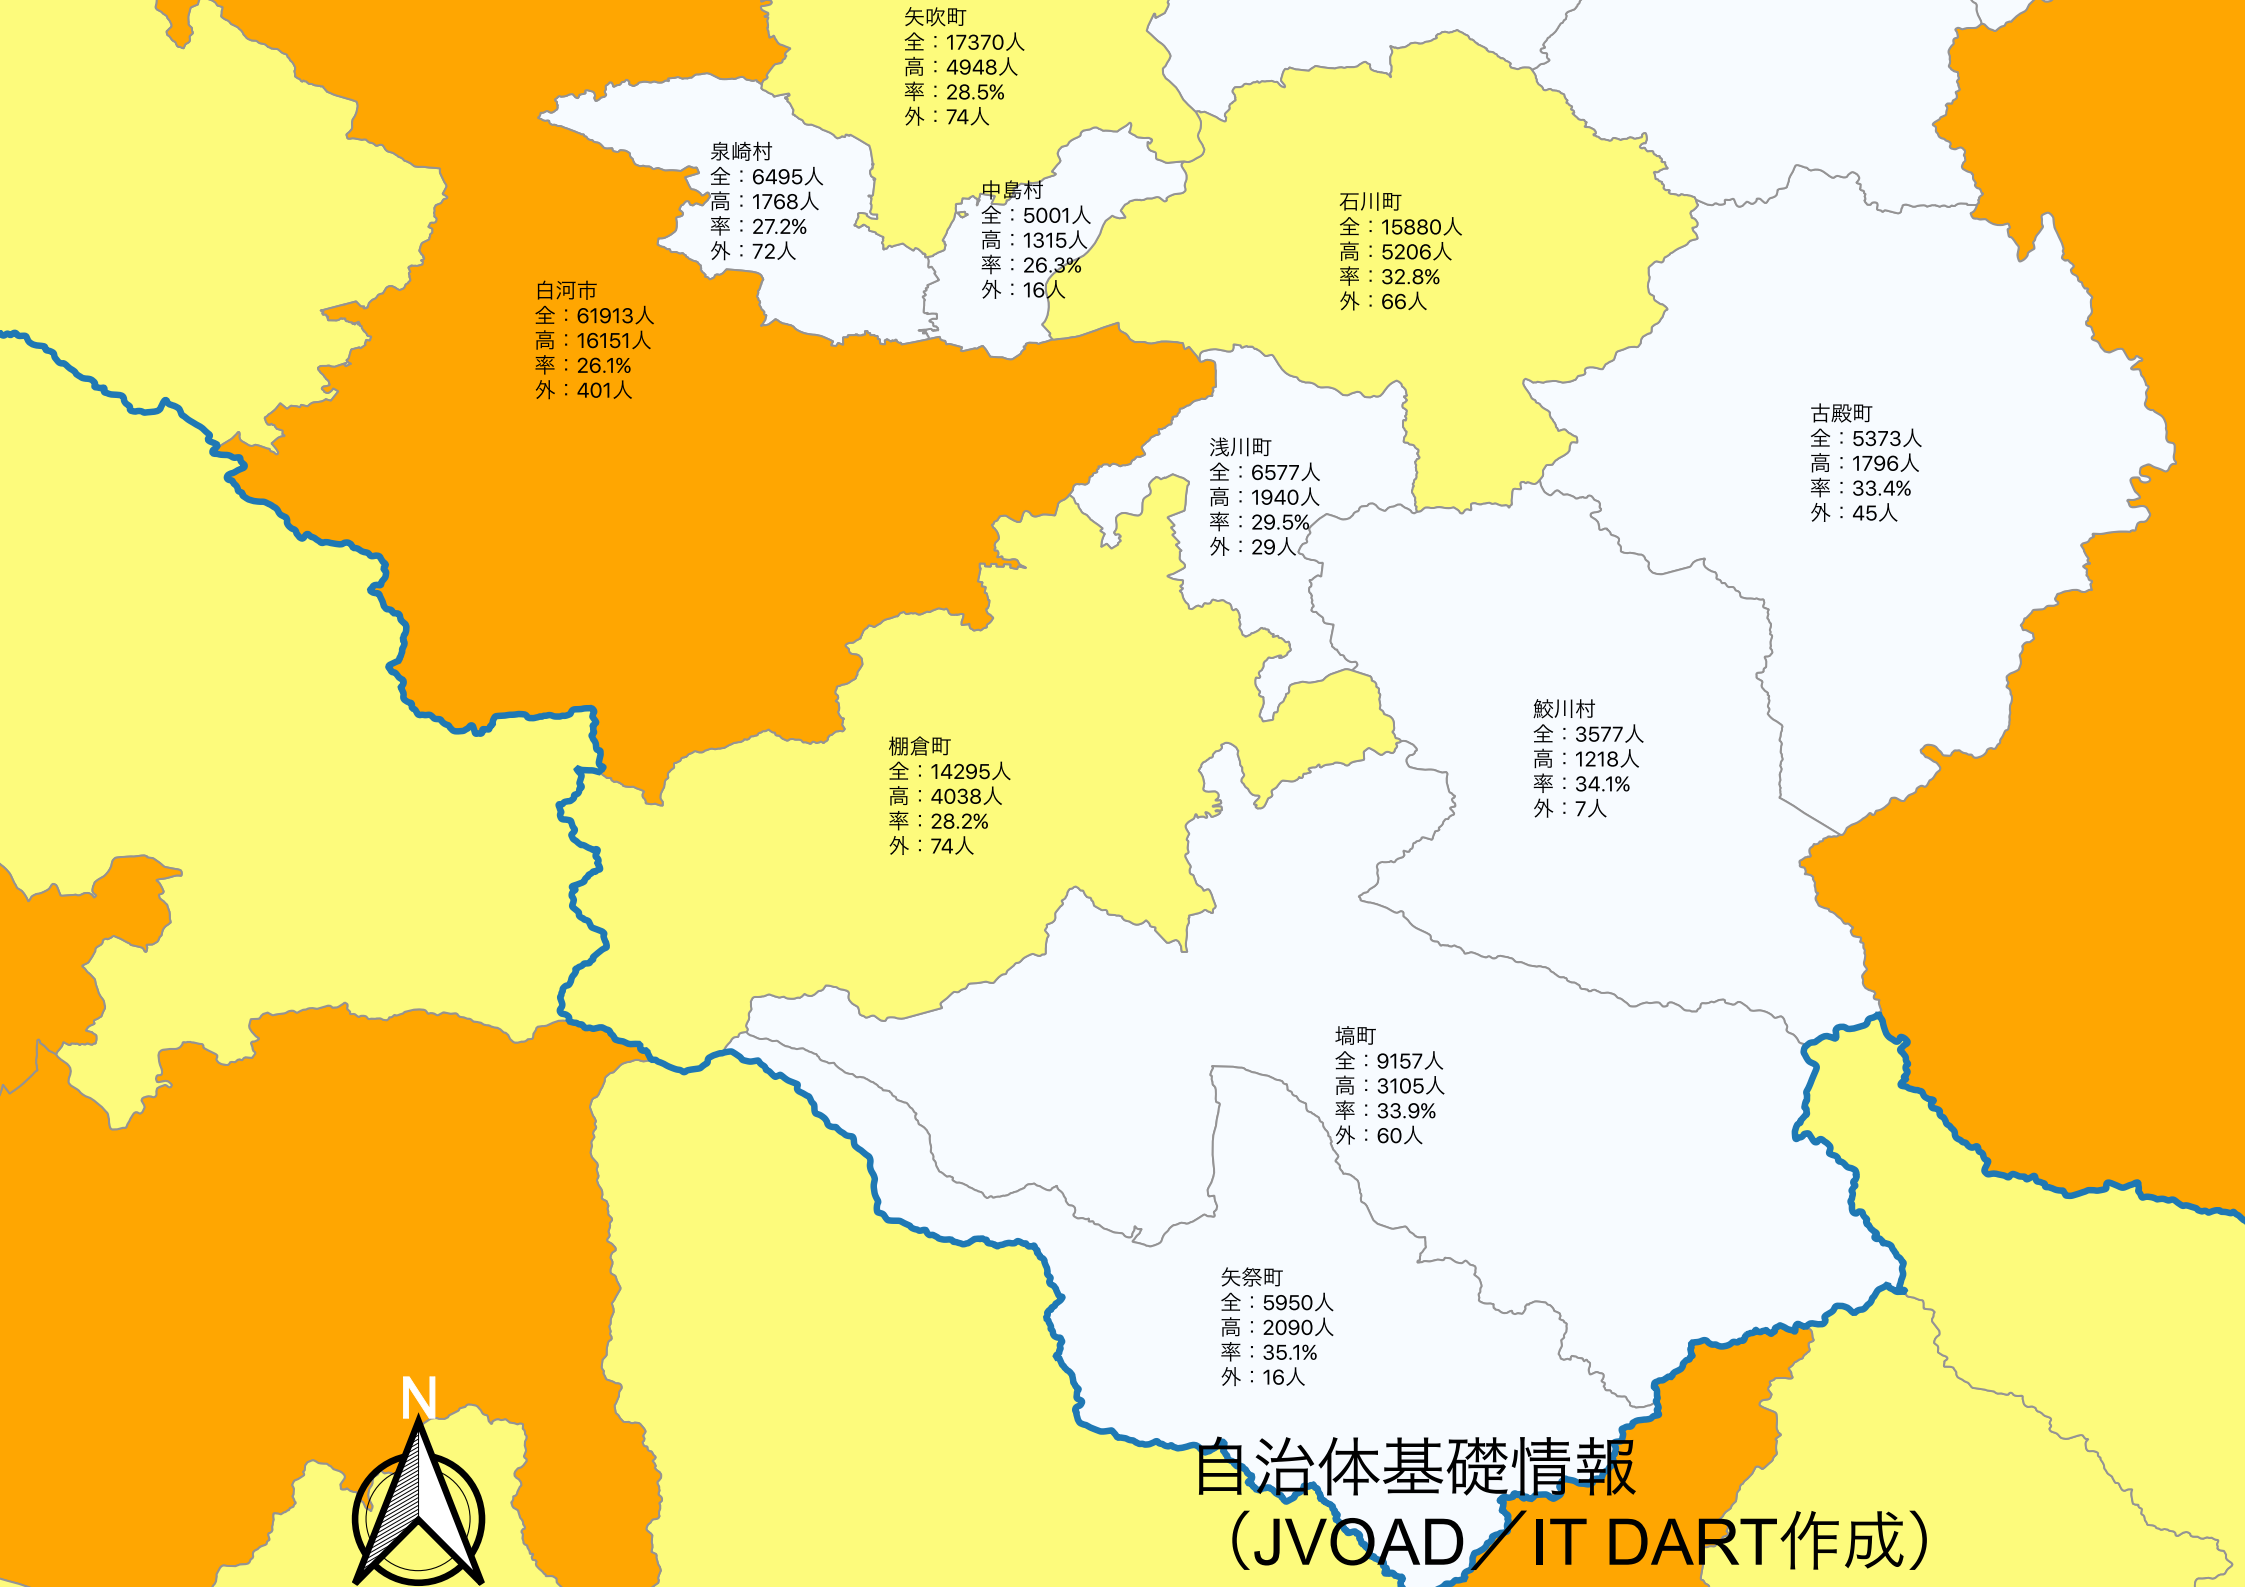 矢吹町
全：17370人
高：4948人
率：28.5%
外：74人
泉崎村
全：6495人
高：1768人
率：27.2%
外：72人
中島村
全：5001人
高：1315人
率：26.3%
外：16人
石川町
全：15880人
高：5206人
率：32.8%
外：66人
白河市
全：61913人
高：16151人
率：26.1%
外：401人
浅川町
全：6577人
高：1940人
率：29.5%
外：29人
古殿町
全：5373人
高：1796人
率：33.4%
外：45人
鮫川村
全：3577人
高：1218人
率：34.1%
外：7人
棚倉町
全：14295人
高：4038人
率：28.2%
外：74人
塙町
全：9157人
高：3105人
率：33.9%
外：60人
矢祭町
全：5950人
高：2090人
率：35.1%
外：16人
N
自治体基礎情報
（JVOAD／IT DART作成）